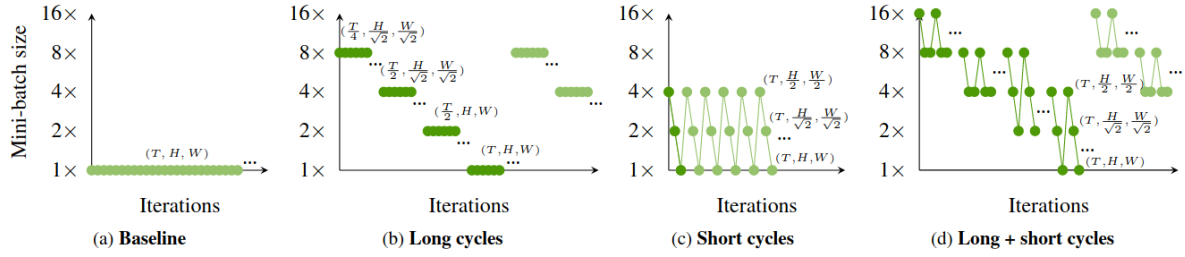 Mini-batch size
16×
8×
4×
2×
1×
(T, H, W)
...
Iterations
(a) Baseline
16×
8×
4×
2×
1×
(T/4, H/√2, W/√2)
...
(T/2, H/√2, W/√2)
...
(T/2, H, W)
...
(T, H, W)
...
...
...
Iterations
(b) Long cycles
16×
8×
4×
2×
1×
(T, H/2, W/2)
(T, H/√2, W/√2)
...
(T, H, W)
Iterations
(c) Short cycles
16×
8×
4×
2×
1×
...
...
...
(T, H/2, W/2)
...
(T, H/√2, W/√2)
...
(T, H, W)
...
Iterations
(d) Long + short cycles